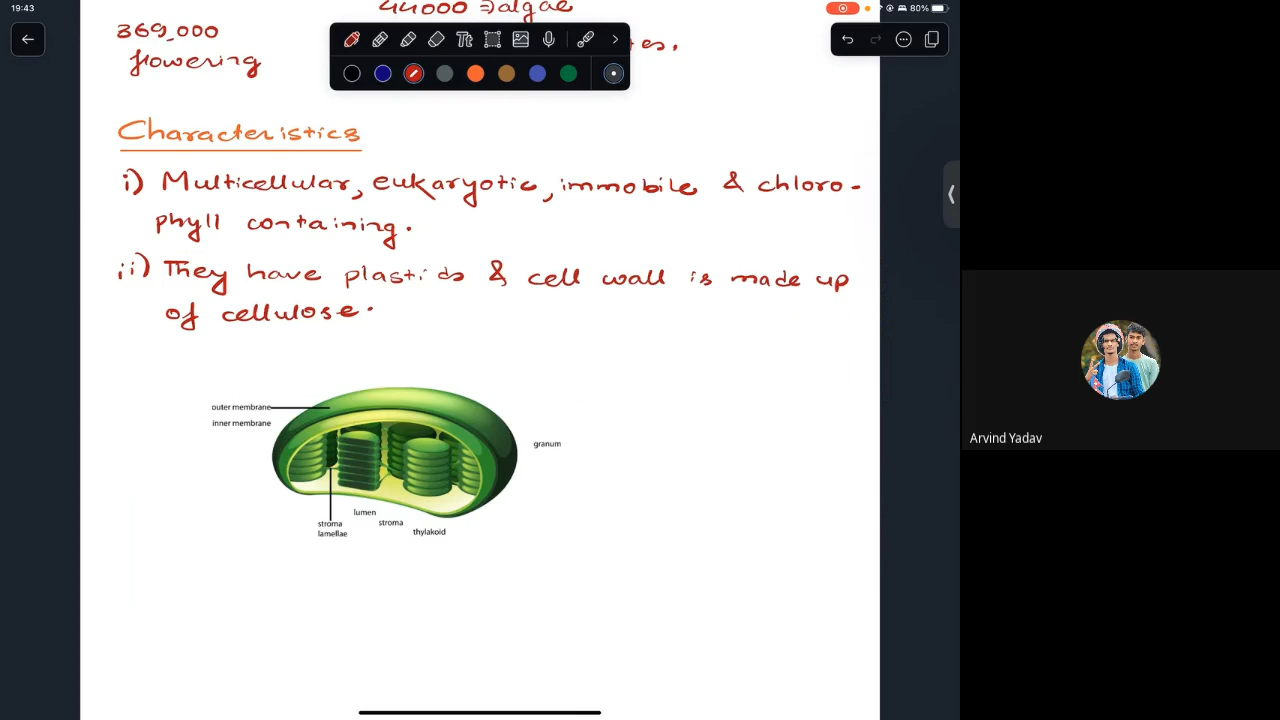 19:43
80%
44000 ⇒ algae
369,000
flowering
Tt
Characteristics
i) Multicellular, eukaryotic, immobile & chloro-
phyll containing.
ii) They have plastids & cell wall is made up
of cellulose.
outer membrane
inner membrane
granum
lumen
stroma
stroma
lamellae
thylakoid
Arvind Yadav